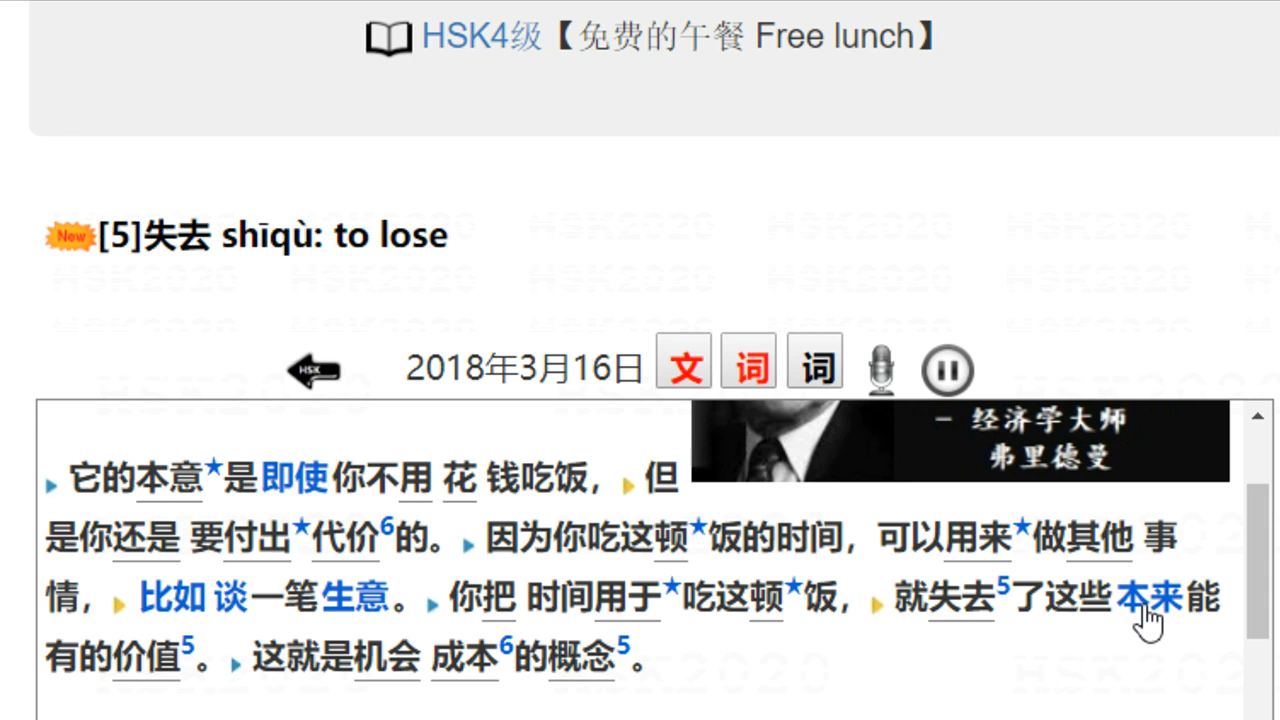 HSK4级【免费的午餐 Free lunch】
New [5]失去 shīqù: to lose
HSK 2018年3月16日 文 词 词
－ 经济学大师
弗里德曼
它的本意★是即使你不用 花 钱吃饭，但
是你还是 要付出★代价6的。因为你吃这顿★饭的时间，可以用来★做其他 事
情，比如 谈一笔生意。你把 时间用于★吃这顿★饭，就失去5了这些本来能
有的价值5。这就是机会 成本6的概念5。
HSK2020